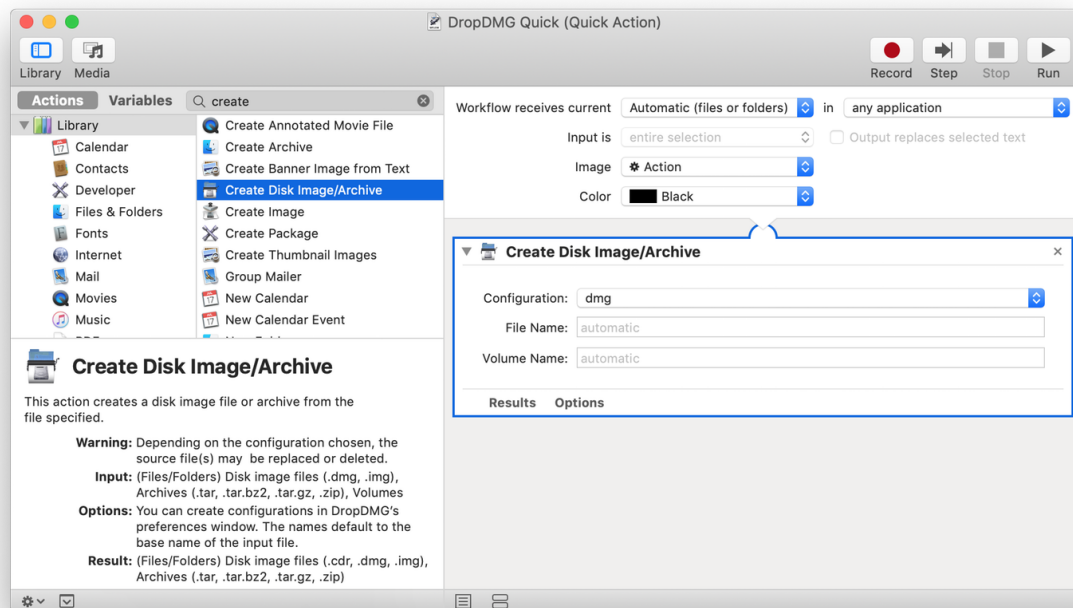 DropDMG Quick (Quick Action)
Library Media Record Step Stop Run
Actions Variables create
Library
Calendar
Contacts
Developer
Files & Folders
Fonts
Internet
Mail
Movies
Music
Create Annotated Movie File
Create Archive
Create Banner Image from Text
Create Disk Image/Archive
Create Image
Create Package
Create Thumbnail Images
Group Mailer
New Calendar
New Calendar Event
Create Disk Image/Archive
This action creates a disk image file or archive from the
file specified.
Warning: Depending on the configuration chosen, the
source file(s) may be replaced or deleted.
Input: (Files/Folders) Disk image files (.dmg, .img),
Archives (.tar, .tar.bz2, .tar.gz, .zip), Volumes
Options: You can create configurations in DropDMG's
preferences window. The names default to the
base name of the input file.
Result: (Files/Folders) Disk image files (.cdr, .dmg, .img),
Archives (.tar, .tar.bz2, .tar.gz, .zip)
Workflow receives current Automatic (files or folders) in any application
Input is entire selection Output replaces selected text
Image Action
Color Black
Create Disk Image/Archive
Configuration: dmg
File Name: automatic
Volume Name: automatic
Results Options